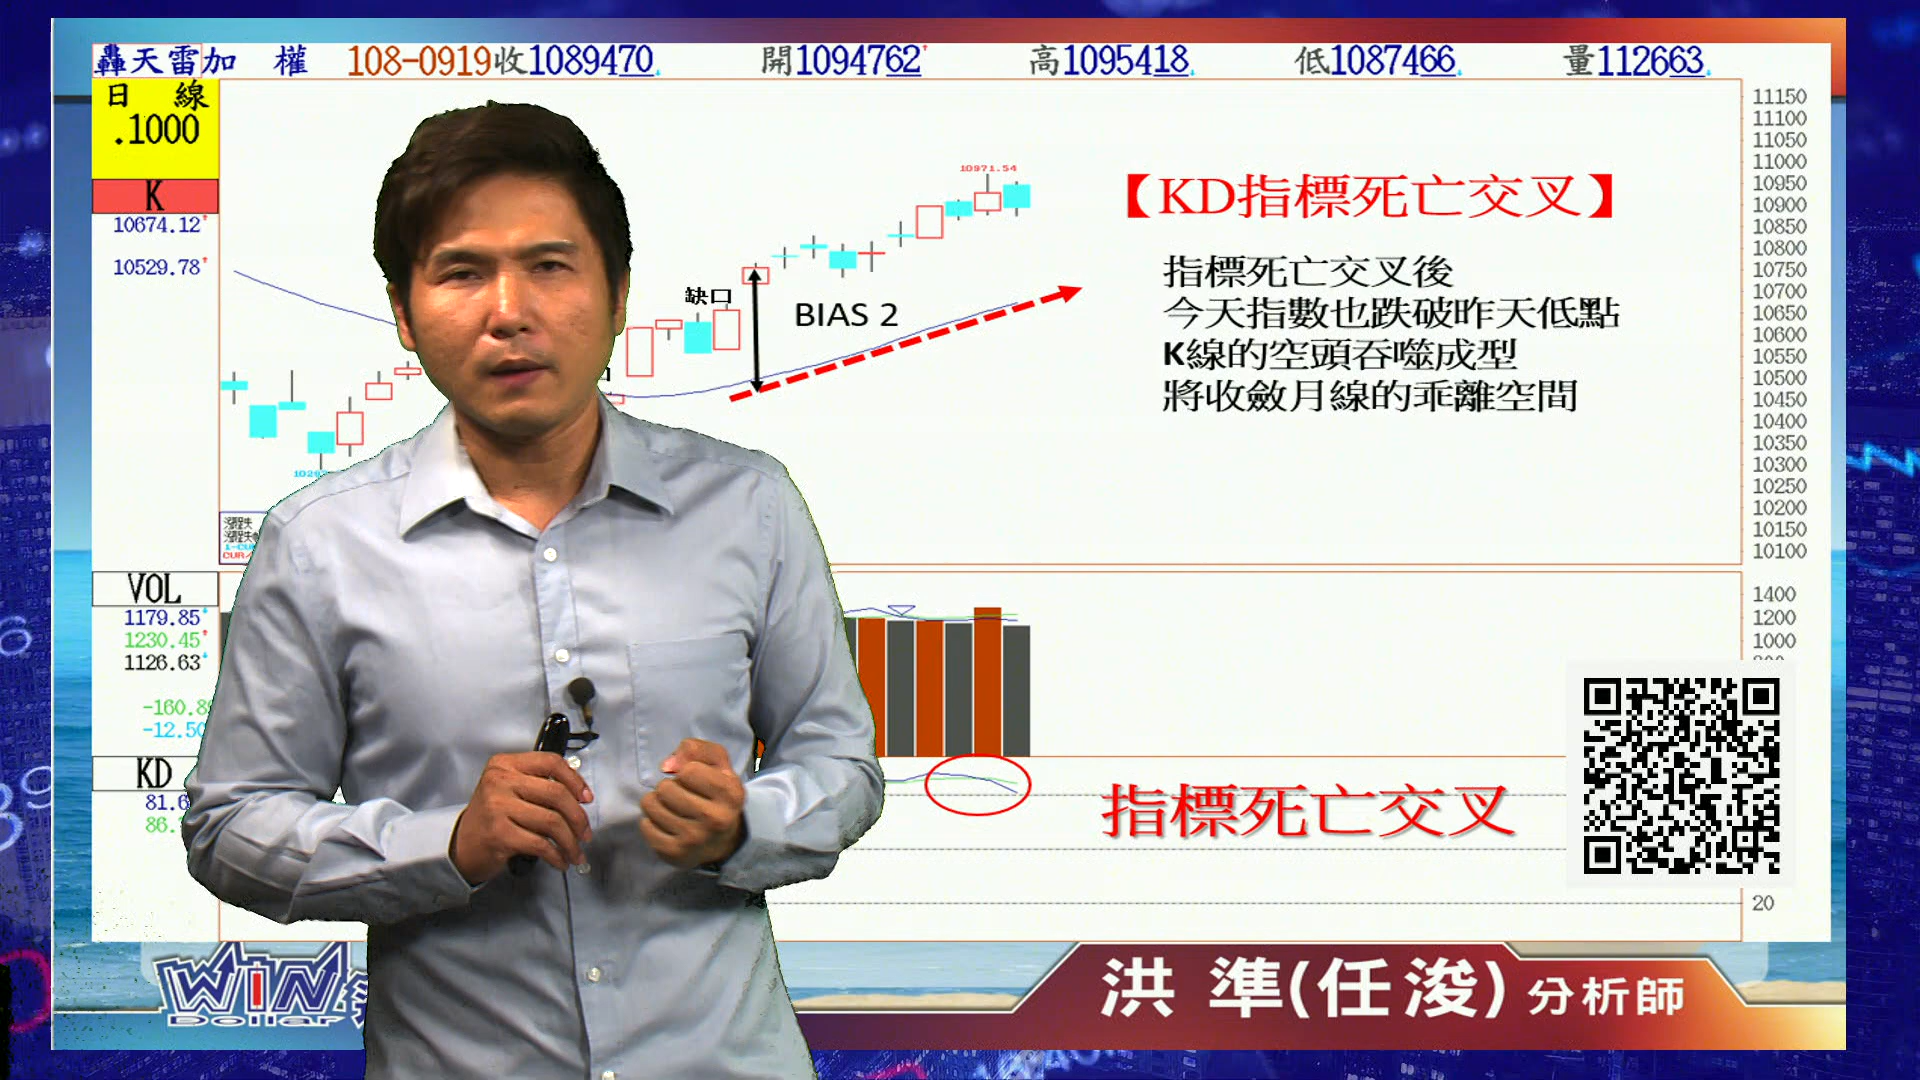 轟天雷加 權 108-0919收1089470 開1094762 高1095418 低1087466 量112663
日 線
.1000
K
10674.12
10529.78
11150
11100
11050
11000
10950
10900
10850
10800
10750
10700
10650
10600
10550
10500
10450
10400
10350
10300
10250
10200
10150
10100
10971.54
【KD指標死亡交叉】
指標死亡交叉後
今天指數也跌破昨天低點
K線的空頭吞噬成型
將收斂月線的乖離空間
缺口
BIAS 2
漲跌
漲跌
VOL
1179.85
1230.45
1126.63
-12.50
1400
1200
1000
KD
指標死亡交叉
20
WIN
Dollar
洪 準(任浚)分析師